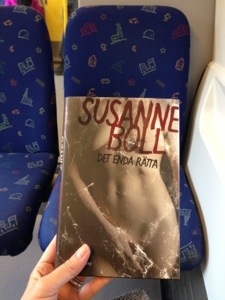 SUSANNE
BOLL
DET ENDA RÄTTA